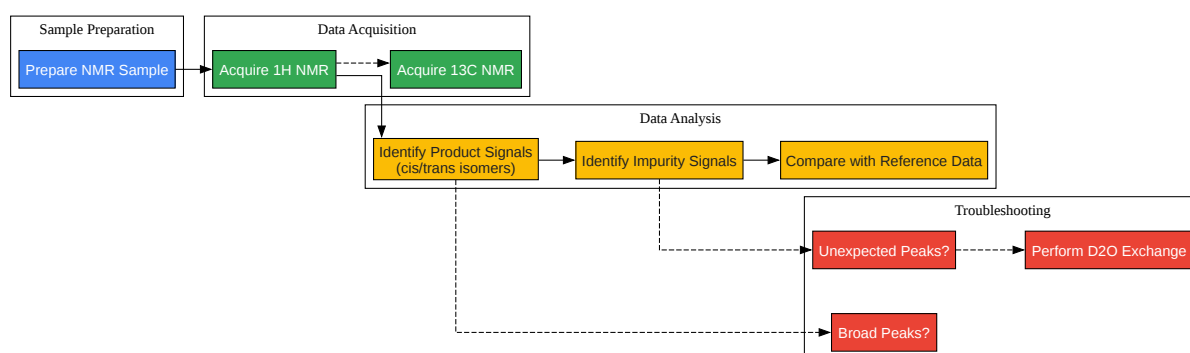 Sample Preparation
Prepare NMR Sample
Data Acquisition
Acquire 1H NMR
Acquire 13C NMR
Data Analysis
Identify Product Signals
(cis/trans isomers)
Identify Impurity Signals
Compare with Reference Data
Troubleshooting
Unexpected Peaks?
Perform D2O Exchange
Broad Peaks?